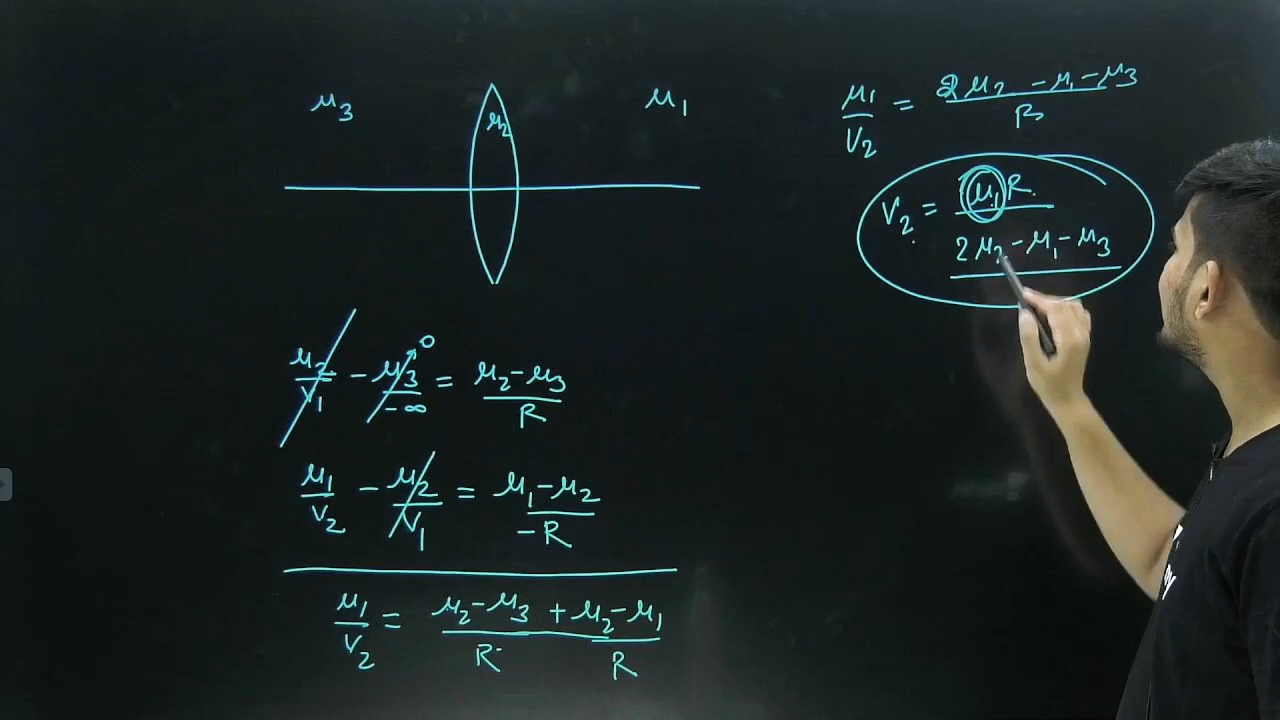 μ3
μ2
μ1
μ2/V1 - μ3/-∞ 0 = μ2-μ3/R
μ1/V2 - μ2/V1 = μ1-μ2/-R
μ1/V2 = μ2-μ3/R + μ2-μ1/R
μ1/V2 = 2μ2-μ1-μ3/R
V2 = μ1R/2μ2-μ1-μ3